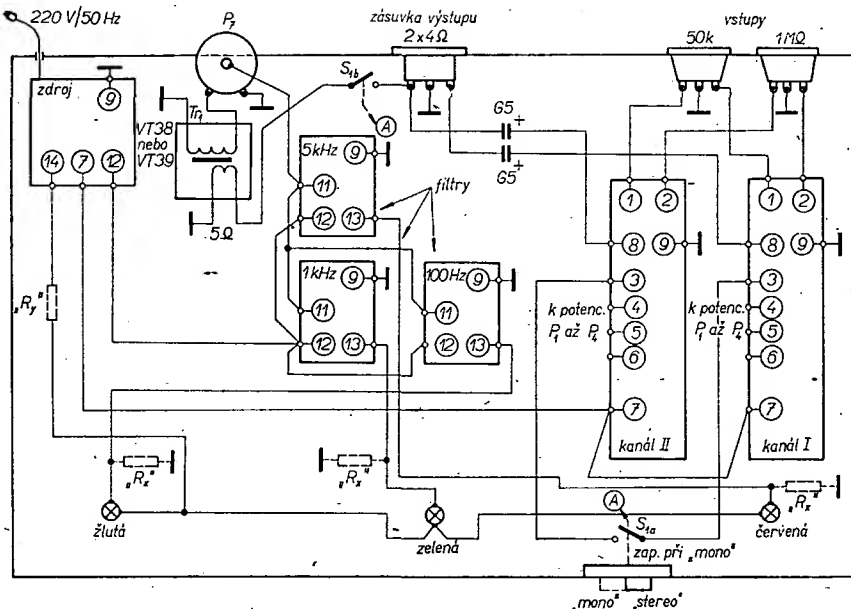 220 V/50 Hz
P7
zásuvka výstupu
2x4Ω
vstupy
50k
1MΩ
zdroj
9
14
7
12
Tr1
VT38
nebo
VT39
5Ω
S1b
A
G5
+
G5
+
5kHz
9
11
12
13
filtry
1kHz
9
11
12
13
100Hz
9
11
12
13
1
2
8
9
3
k potenc.
P1 až P4
4
5
6
7
kanál II
1
2
8
9
3
k potenc.
P1 až P4
4
5
6
7
kanál I
„Ry“
„Rx“
„Rx“
„Rx“
žlutá
zelená
červená
A
S1a
zap. při „mono“
„mono“
„stereo“